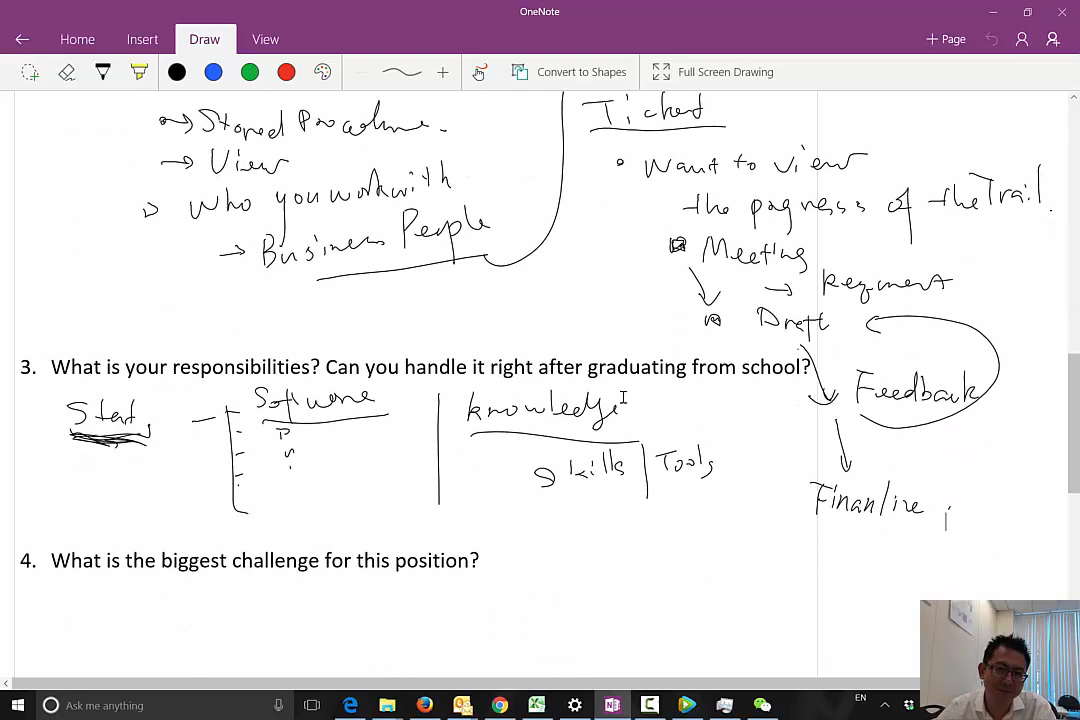 OneNote
Home
Insert
Draw
View
Page
Convert to Shapes
Full Screen Drawing
Stored Procedure.
View
Who you work with
Business People
Ticket
Want to view
the progress of the Trail.
Meeting
Draft
Feedback
3. What is your responsibilities? Can you handle it right after graduating from school?
Start
Software
P
S
knowledge
Skills
Tools
4. What is the biggest challenge for this position?
Ask me anything
EN